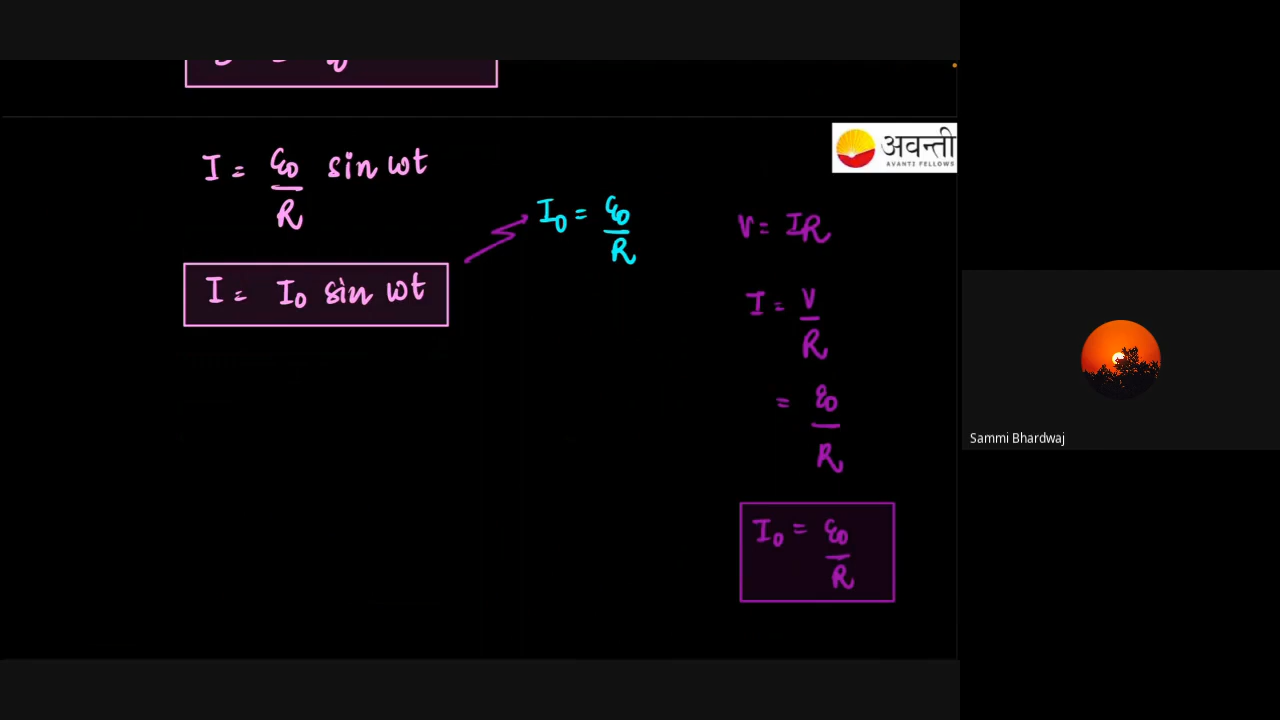 अवन्ती
AVANTI FELLOWS
I = ε0/R sin ωt
I = I0 sin ωt
I0 = ε0/R
V = IR
I = V/R
= ε0/R
I0 = ε0/R
Sammi Bhardwaj